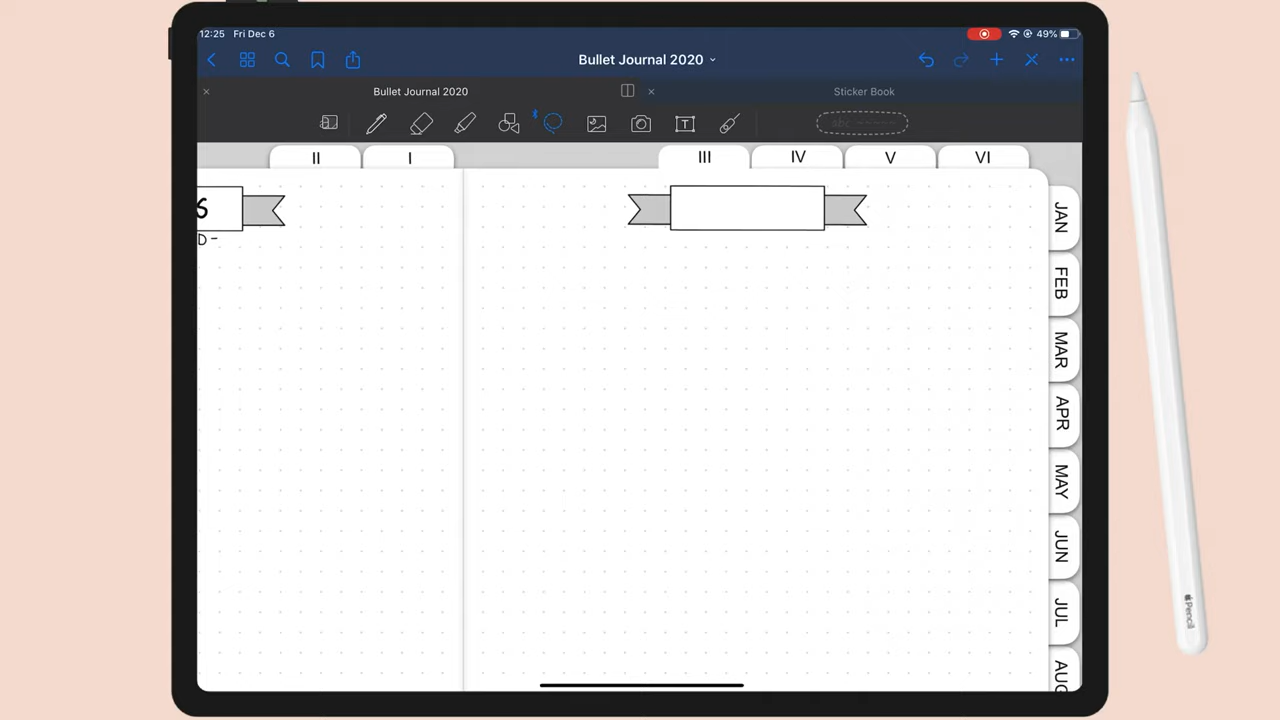 12:25 Fri Dec 6 49%
Bullet Journal 2020
Bullet Journal 2020 Sticker Book
T
II I III IV V VI
S
D-
JAN
FEB
MAR
APR
MAY
JUN
JUL
AUG
Pencil